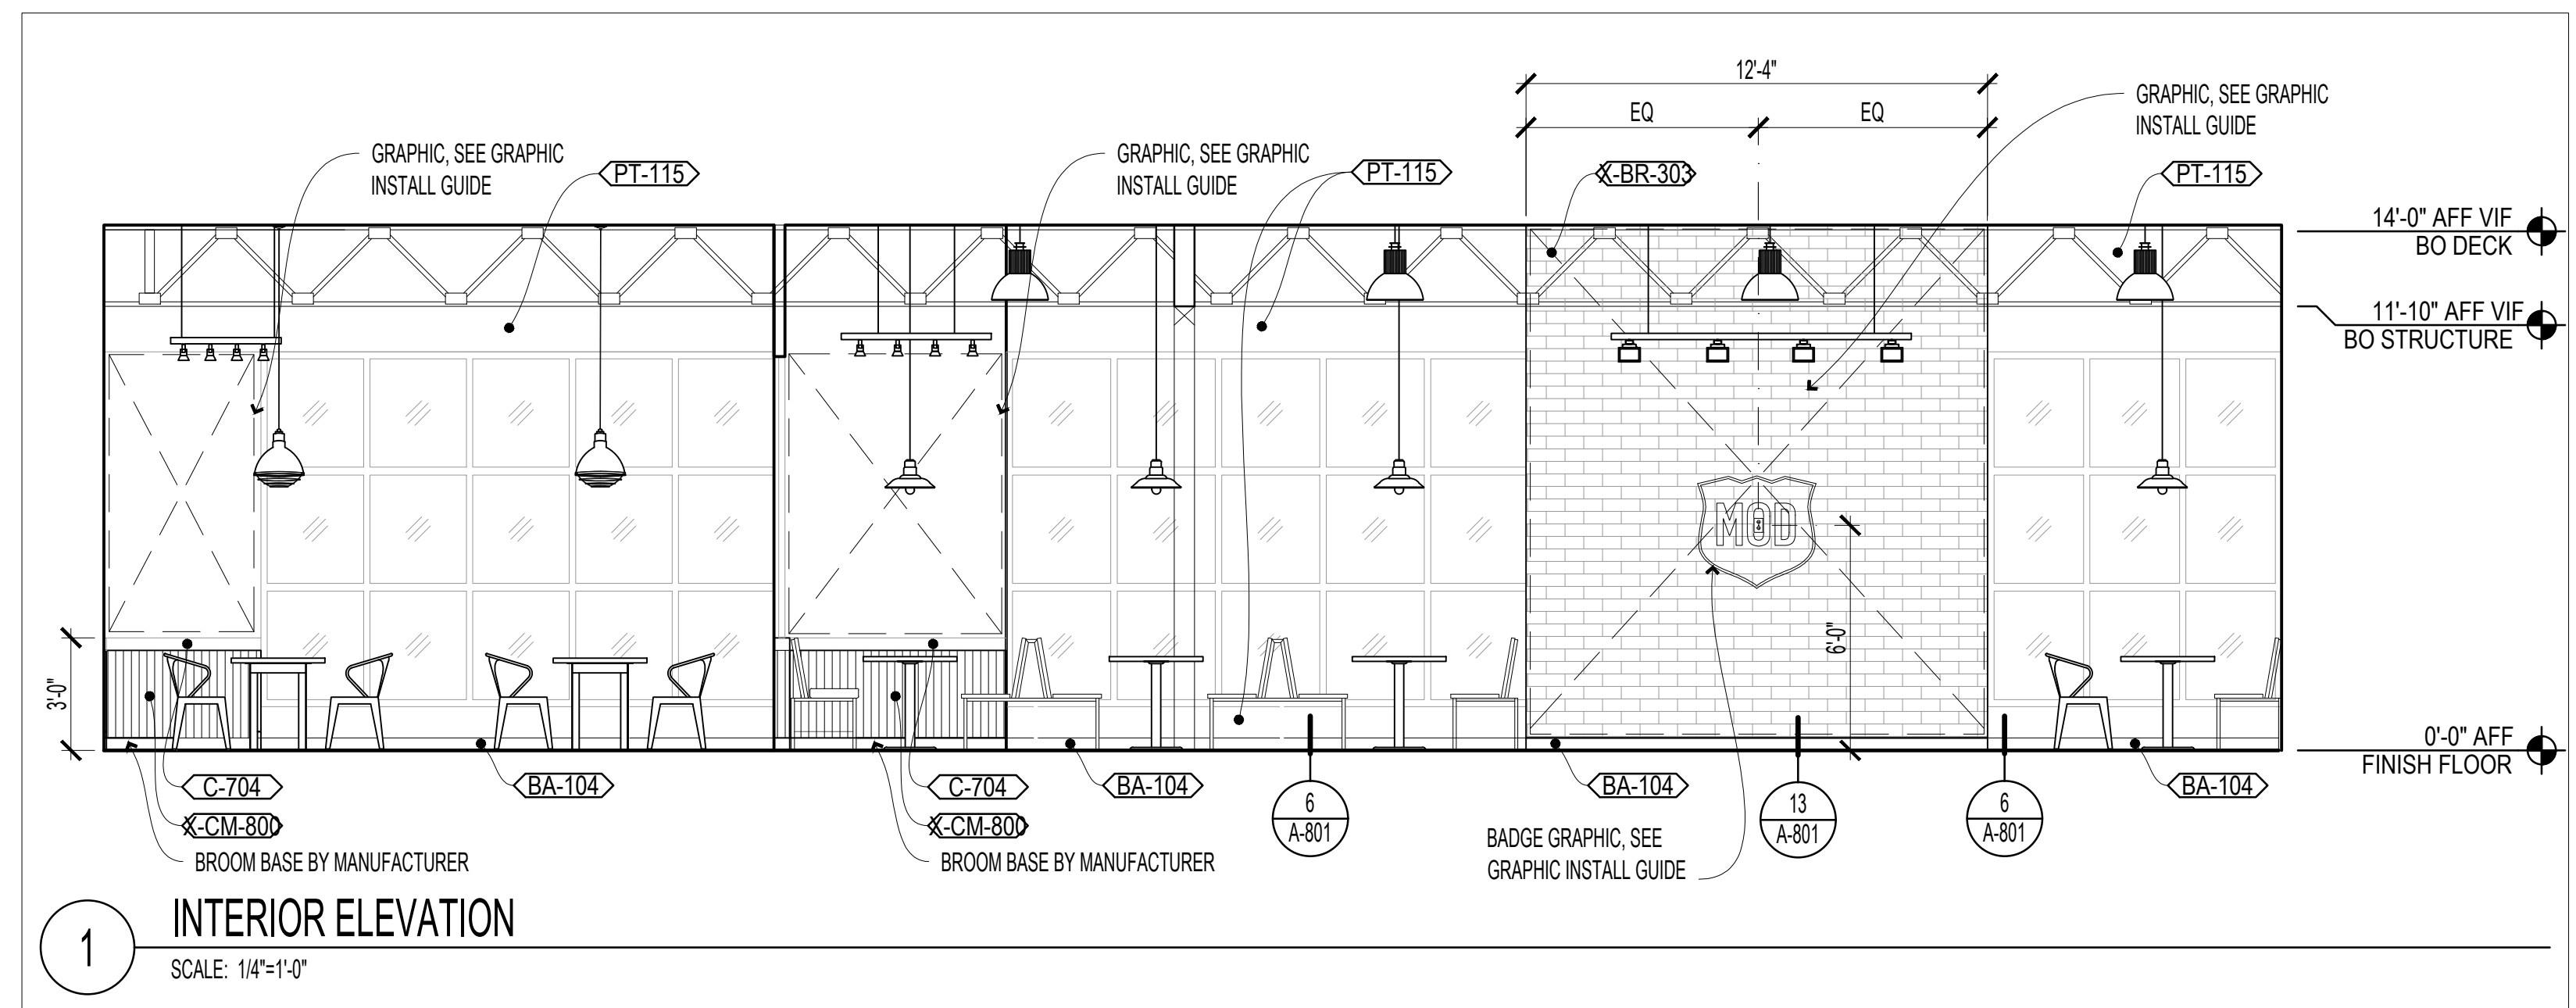 12'-4"
EQ
EQ
GRAPHIC, SEE GRAPHIC
INSTALL GUIDE
GRAPHIC, SEE GRAPHIC
INSTALL GUIDE
PT-115
GRAPHIC, SEE GRAPHIC
INSTALL GUIDE
PT-115
X-BR-303
PT-115
14'-0" AFF VIF
BO DECK
11'-10" AFF VIF
BO STRUCTURE
MOD
6'-0"
3'-0"
0'-0" AFF
FINISH FLOOR
C-704
BA-104
C-704
BA-104
BA-104
BA-104
X-CM-800
X-CM-800
6
A-801
13
A-801
6
A-801
BROOM BASE BY MANUFACTURER
BROOM BASE BY MANUFACTURER
BADGE GRAPHIC, SEE
GRAPHIC INSTALL GUIDE
1
INTERIOR ELEVATION
SCALE: 1/4"=1'-0"